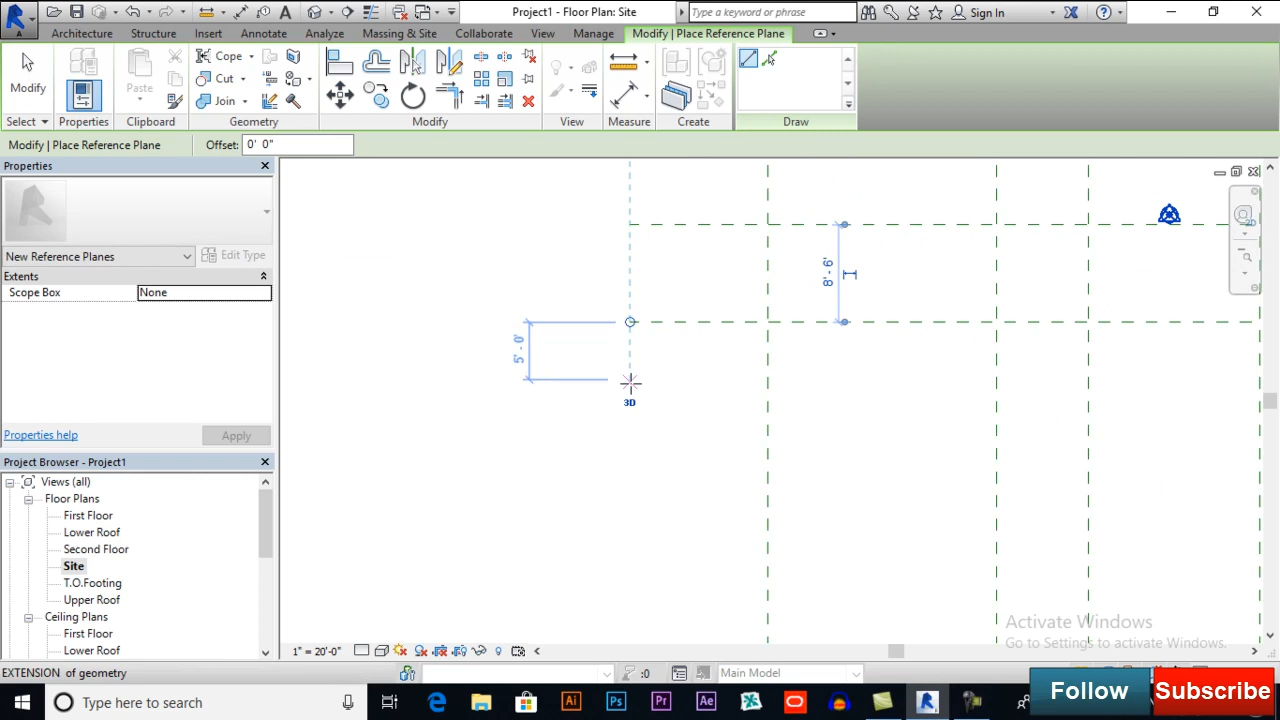 Project1 - Floor Plan: Site
Type a keyword or phrase
Sign In
Architecture
Structure
Insert
Annotate
Analyze
Massing & Site
Collaborate
View
Manage
Modify | Place Reference Plane
Modify
Select
Properties
Paste
Clipboard
Cope
Cut
Join
Geometry
Modify
View
Measure
Create
Draw
Modify | Place Reference Plane
Offset:
0' 0"
Properties
New Reference Planes
Edit Type
Extents
Scope Box
None
Properties help
Apply
Project Browser - Project1
Views (all)
Floor Plans
First Floor
Lower Roof
Second Floor
Site
T.O.Footing
Upper Roof
Ceiling Plans
First Floor
Lower Roof
8' - 6"
5' - 0"
3D
2D
1" = 20'-0"
Activate Windows
Go to Settings to activate Windows.
EXTENSION of geometry
:0
Main Model
Type here to search
Follow
Subscribe